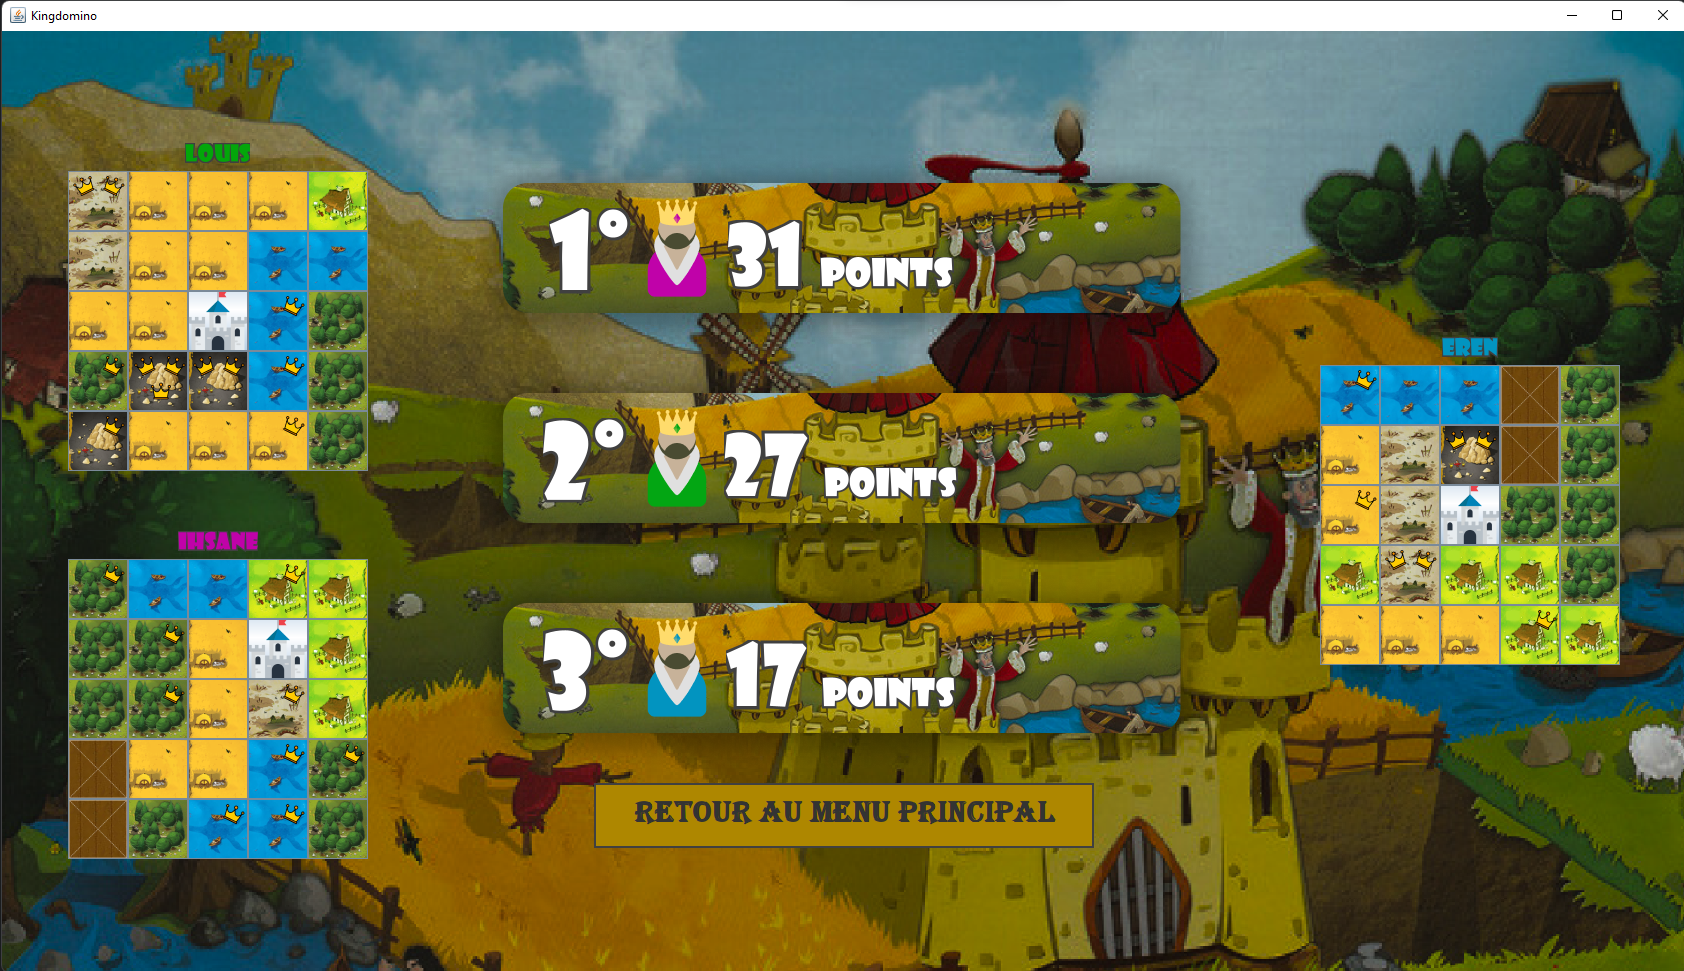 Kingdomino
LOUIS
1° 31 POINTS
EREN
2° 27 POINTS
IHSANE
3° 17 POINTS
RETOUR AU MENU PRINCIPAL